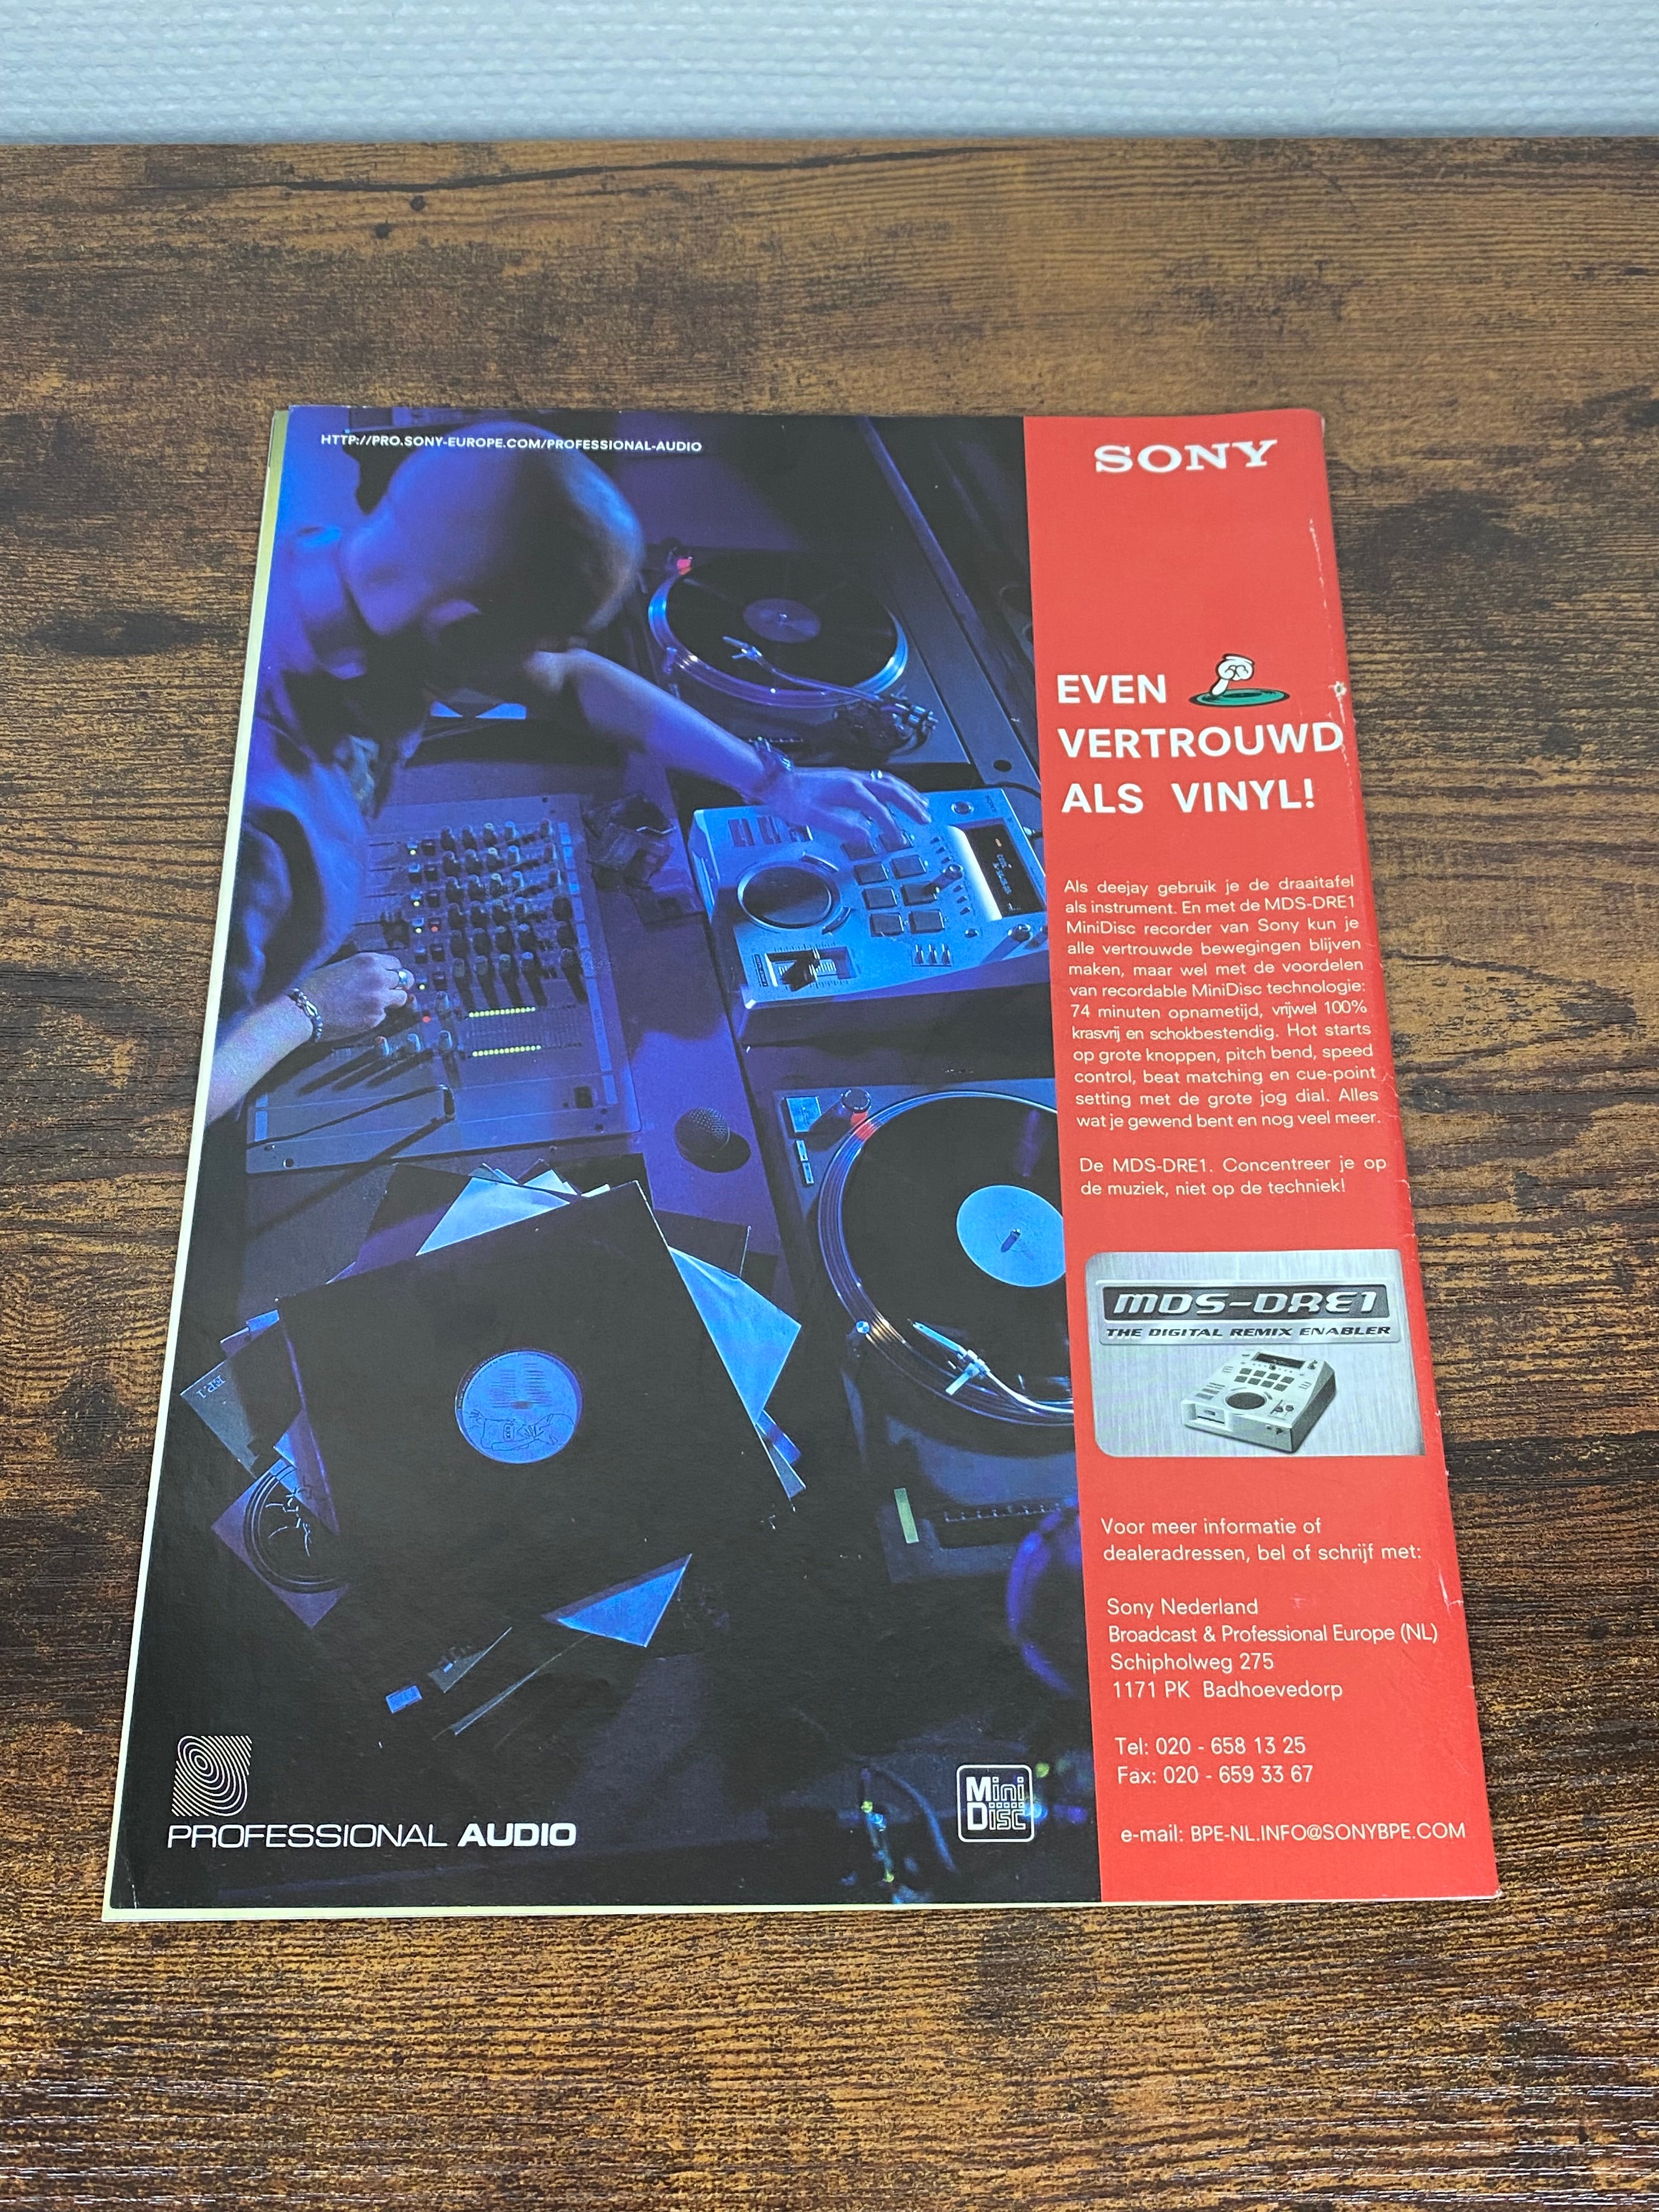 HTTP://PRO.SONY-EUROPE.COM/PROFESSIONAL-AUDIO
SONY
EVEN
VERTROUWD
ALS VINYL!
Als deejay gebruik je de draaitafel
als instrument. En met de MDS-DRE1
MiniDisc recorder van Sony kun je
alle vertrouwde bewegingen blijven
maken, maar wel met de voordelen
van recordable MiniDisc technologie:
74 minuten opnametijd, vrijwel 100%
krasvrij en schokbestendig. Hot starts
op grote knoppen, pitch bend, speed
control, beat matching en cue-point
setting met de grote jog dial. Alles
wat je gewend bent en nog veel meer.
De MDS-DRE1. Concentreer je op
de muziek, niet op de techniek!
MDS-DRE1
THE DIGITAL REMIX ENABLER
Voor meer informatie of
dealeradressen, bel of schrijf met:
Sony Nederland
Broadcast & Professional Europe (NL)
Schipholweg 275
1171 PK Badhoevedorp
Tel: 020 - 658 13 25
Fax: 020 - 659 33 67
e-mail: BPE-NL.INFO@SONYBPE.COM
EP.1
PROFESSIONAL AUDIO
Mini
Disc